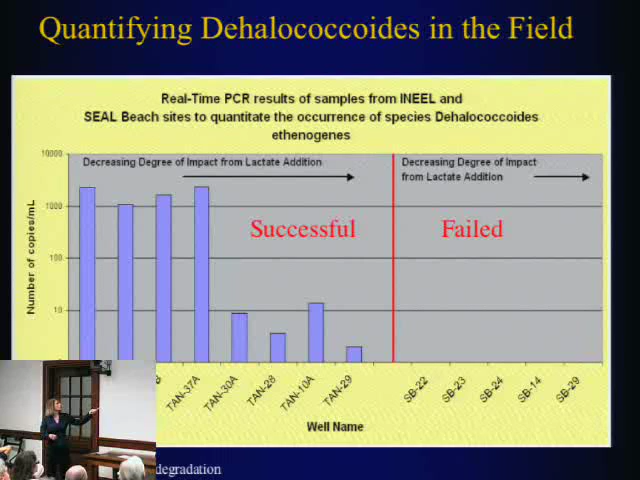 Quantifying Dehalococcoides in the Field
Real-Time PCR results of samples from INEEL and
SEAL Beach sites to quantitate the occurrence of species Dehalococcoides
ethenogenes
Decreasing Degree of Impact from Lactate Addition
Decreasing Degree of Impact
from Lactate Addition
Successful
Failed
Number of copies/mL
10000
1000
100
10
TAN-37A
TAN-30A
TAN-28
TAN-10A
TAN-29
SB-22
SB-23
SB-24
SB-14
SB-29
Well Name
degradation